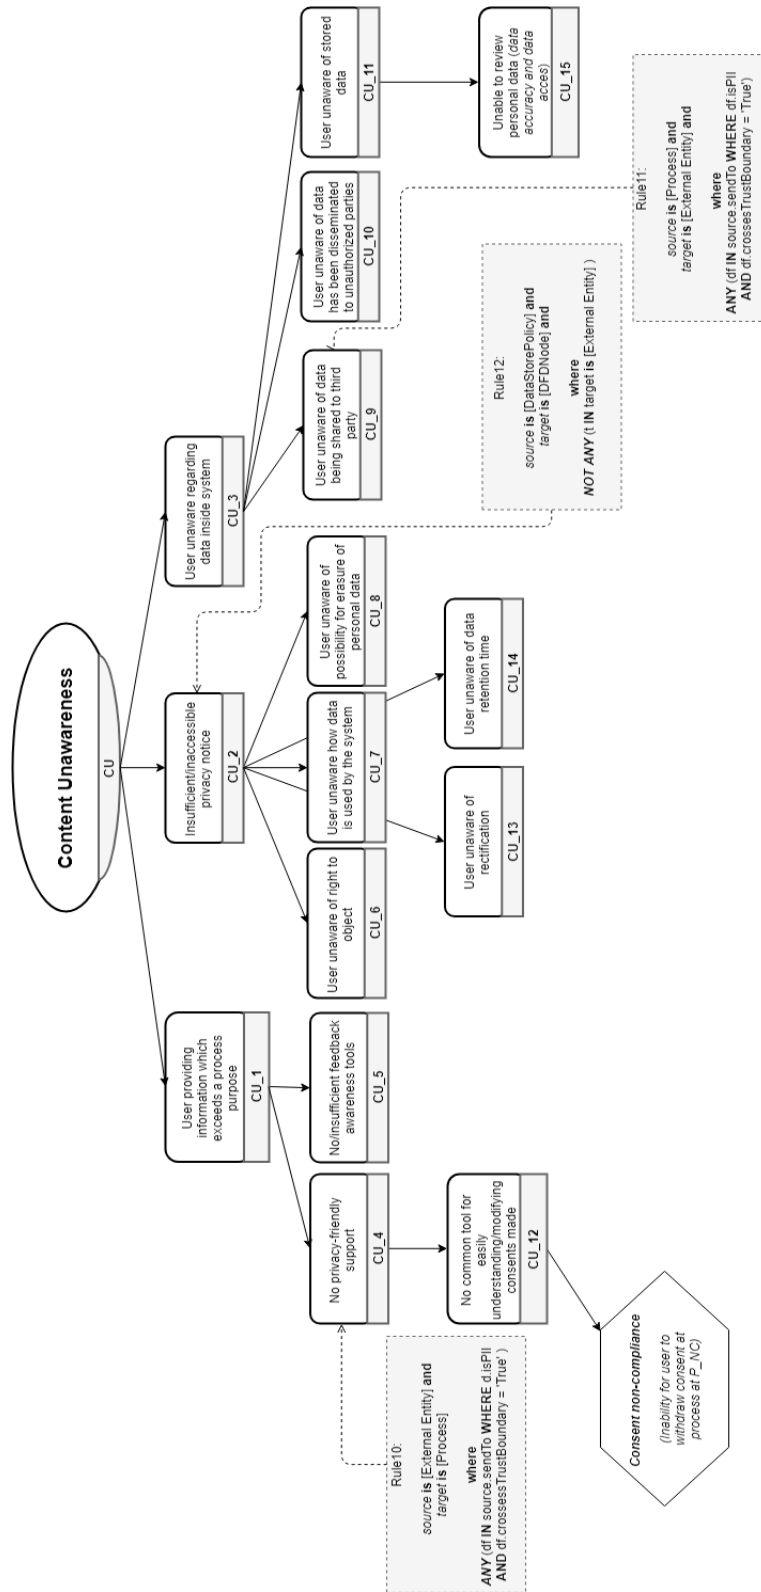 Content Unawareness
CU
User providing
information which
exceeds a process
purpose
CU_1
Insufficient/inaccessible
privacy notice
CU_2
User unaware regarding
data inside system
CU_3
No privacy-friendly
support
CU_4
No/insufficient feedback
awareness tools
CU_5
User unaware of right to
object
CU_6
User unaware how data
is used by the system
CU_7
User unaware of
possibility for erasure of
personal data
CU_8
User unaware of data
being shared to third
party
CU_9
User unaware of data
has been disseminated
to unauthorized parties
CU_10
User unaware of stored
data
CU_11
No common tool for
easily
understanding/modifying
consents made
CU_12
User unaware of
rectification
CU_13
User unaware of data
retention time
CU_14
Unable to review
personal data (data
accuracy and data
acces)
CU_15
Rule10:
source is [External Entity] and
target is [Process]
where
ANY (df IN source.sendTo WHERE d.isPII
AND df.crossessTrustBoundary = 'True' )
Consent non-compliance
(Inability for user to
withdraw consent at
process at P_NC)
Rule12:
source is [DataStorePolicy] and
target is [DFDNode] and
where
NOT ANY (t IN target is [External Entity] )
Rule11:
source is [Process] and
target is [External Entity] and
where
ANY (df IN source.sendTo WHERE df.isPII
AND df.crossesTrustBoundary = 'True')